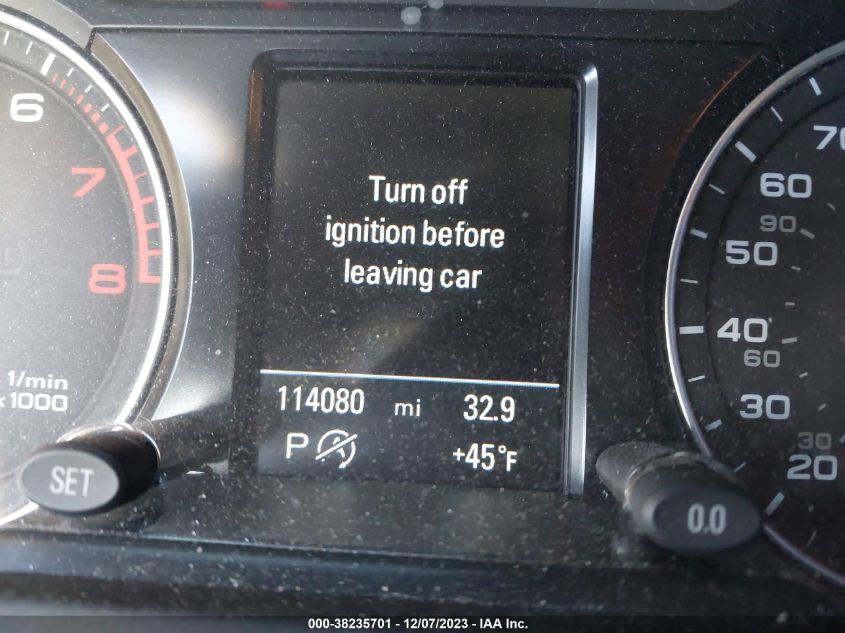 6
7
8
1/min
x 1000
SET
Turn off
ignition before
leaving car
114080 mi 32.9
P A +45°F
70
60
90
50
40
60
30
30
20
0.0
000-38235701 - 12/07/2023 - IAA Inc.